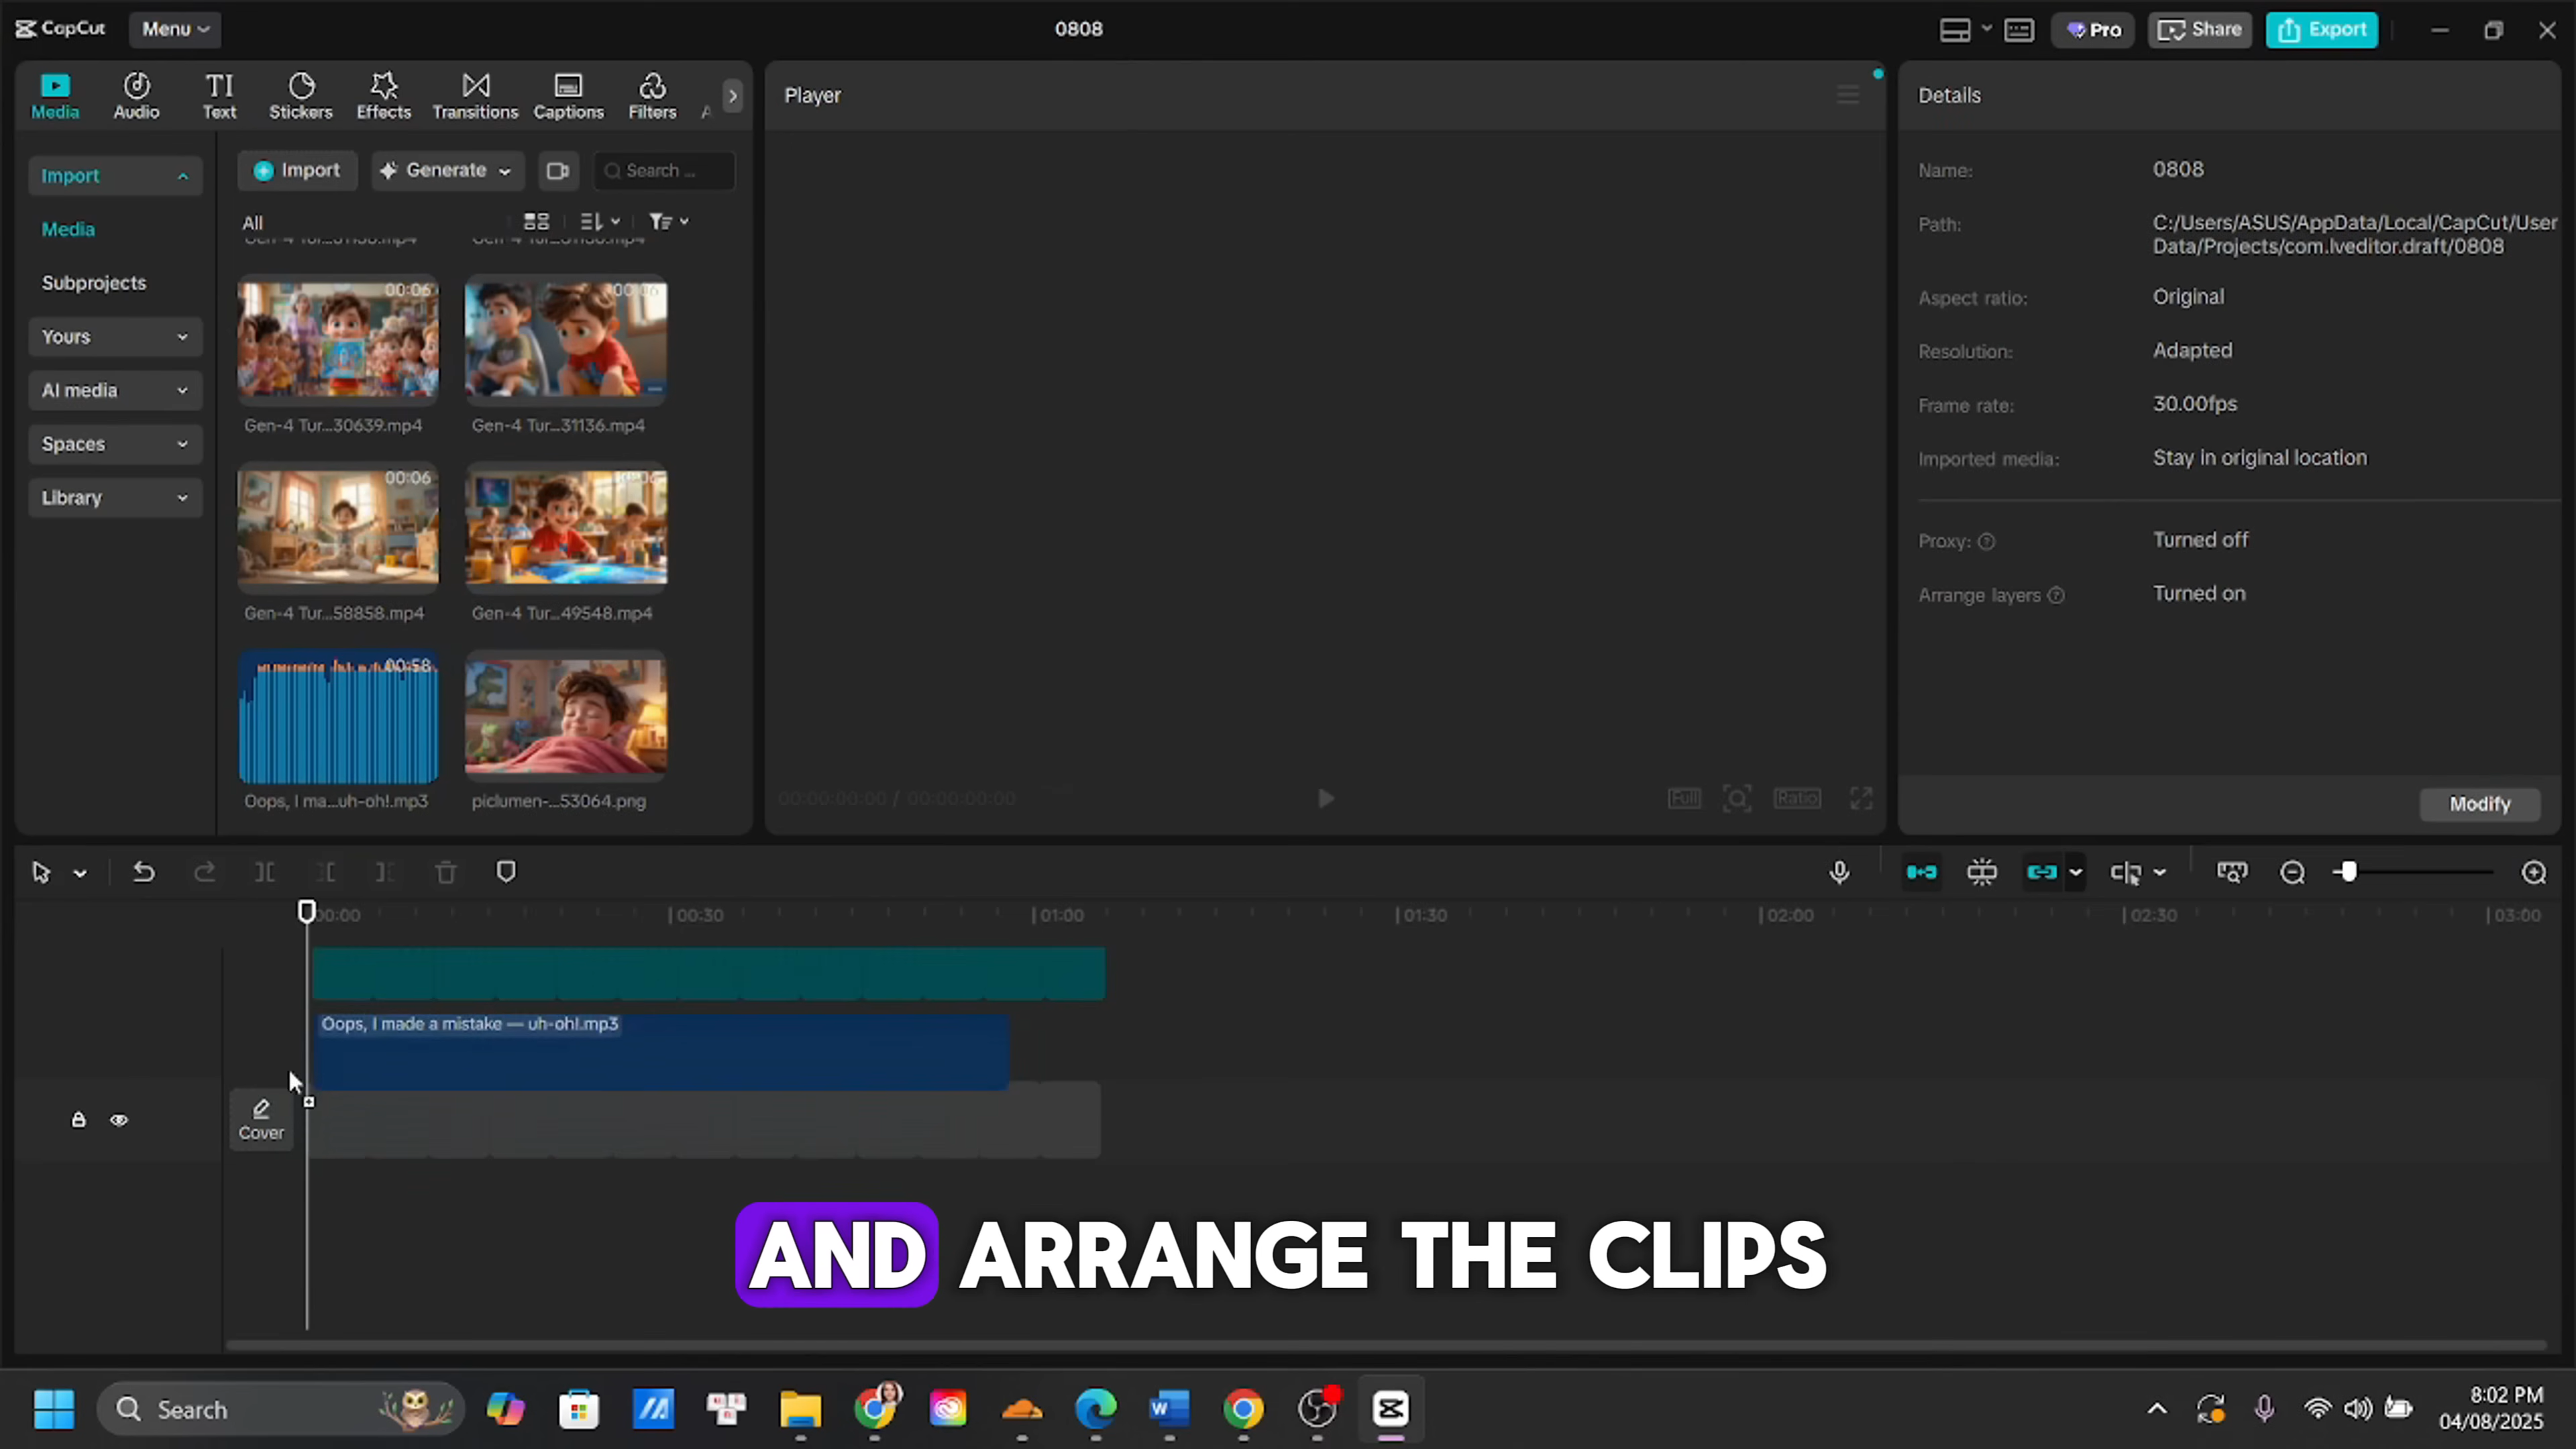 CapCut
Menu
0808
Pro
Share
Export
Media
Audio
TI
Text
Stickers
Effects
Transitions
Captions
Filters
Player
Details
Import
Media
Subprojects
Yours
AI media
Spaces
Library
Import
Generate
Search ...
All
00:06
Gen-4 Tur...30639.mp4
Gen-4 Tur...31136.mp4
00:06
Gen-4 Tur...58858.mp4
Gen-4 Tur...49548.mp4
00:58
Oops, I ma...uh-oh!.mp3
piclumen-...53064.png
00:00:00:00 / 00:00:00:00
Full
Ratio
Name: 0808
Path: C:/Users/ASUS/AppData/Local/CapCut/User
Data/Projects/com.lveditor.draft/0808
Aspect ratio: Original
Resolution: Adapted
Frame rate: 30.00fps
Imported media: Stay in original location
Proxy: Turned off
Arrange layers Turned on
Modify
00:00
00:30
01:00
01:30
02:00
02:30
03:00
Oops, I made a mistake — uh-oh!.mp3
Cover
AND ARRANGE THE CLIPS
Search
8:02 PM
04/08/2025